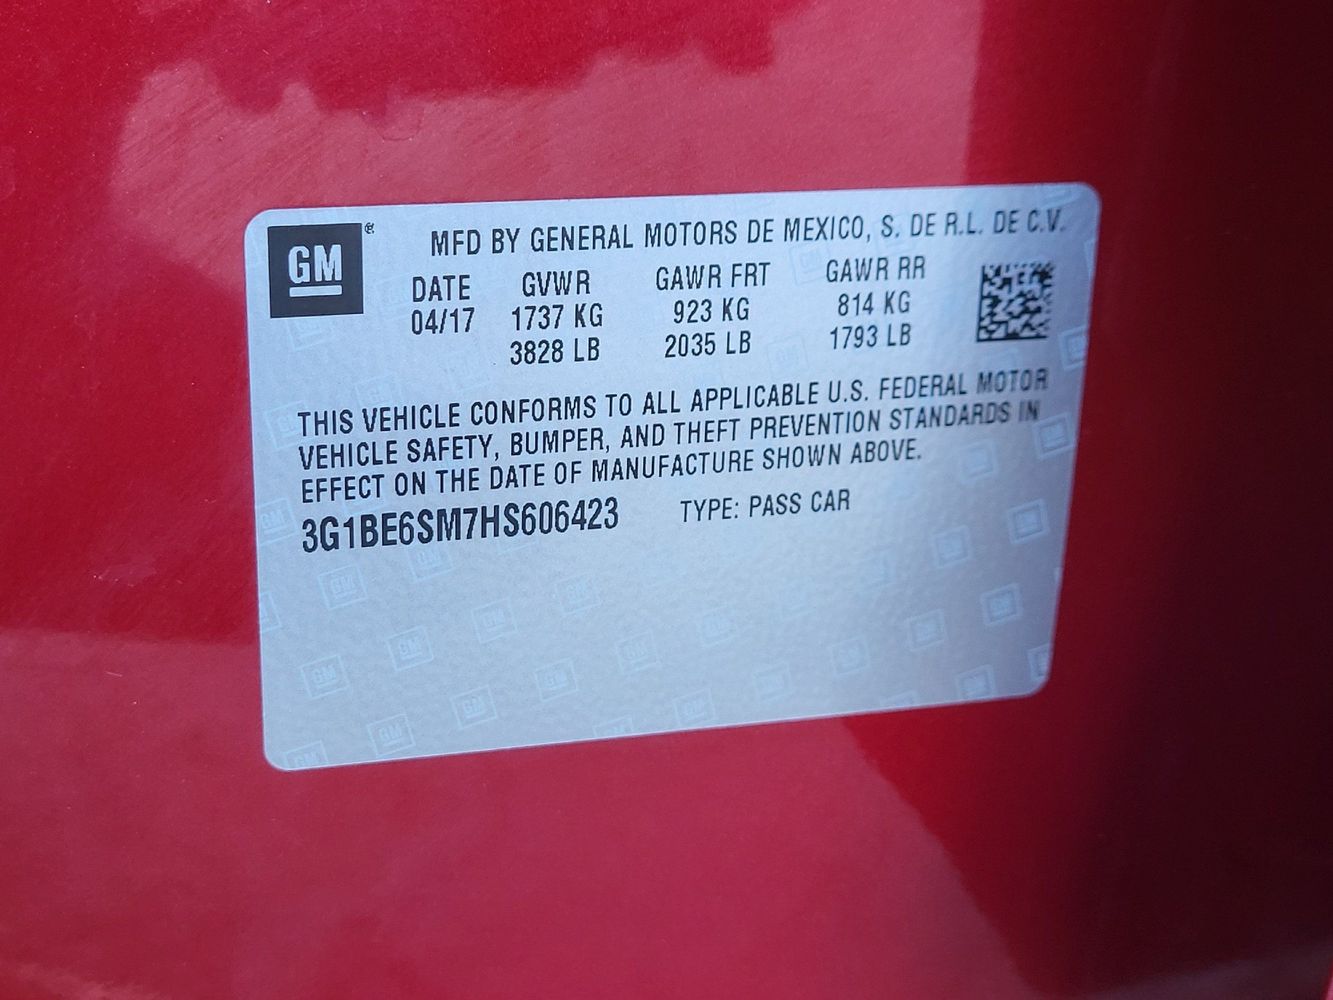 GM
MFD BY GENERAL MOTORS DE MEXICO, S. DE R.L. DE C.V.
DATE GVWR GAWR FRT GAWR RR
04/17 1737 KG 923 KG 814 KG
3828 LB 2035 LB 1793 LB
THIS VEHICLE CONFORMS TO ALL APPLICABLE U.S. FEDERAL MOTOR
VEHICLE SAFETY, BUMPER, AND THEFT PREVENTION STANDARDS IN
EFFECT ON THE DATE OF MANUFACTURE SHOWN ABOVE.
3G1BE6SM7HS606423 TYPE: PASS CAR